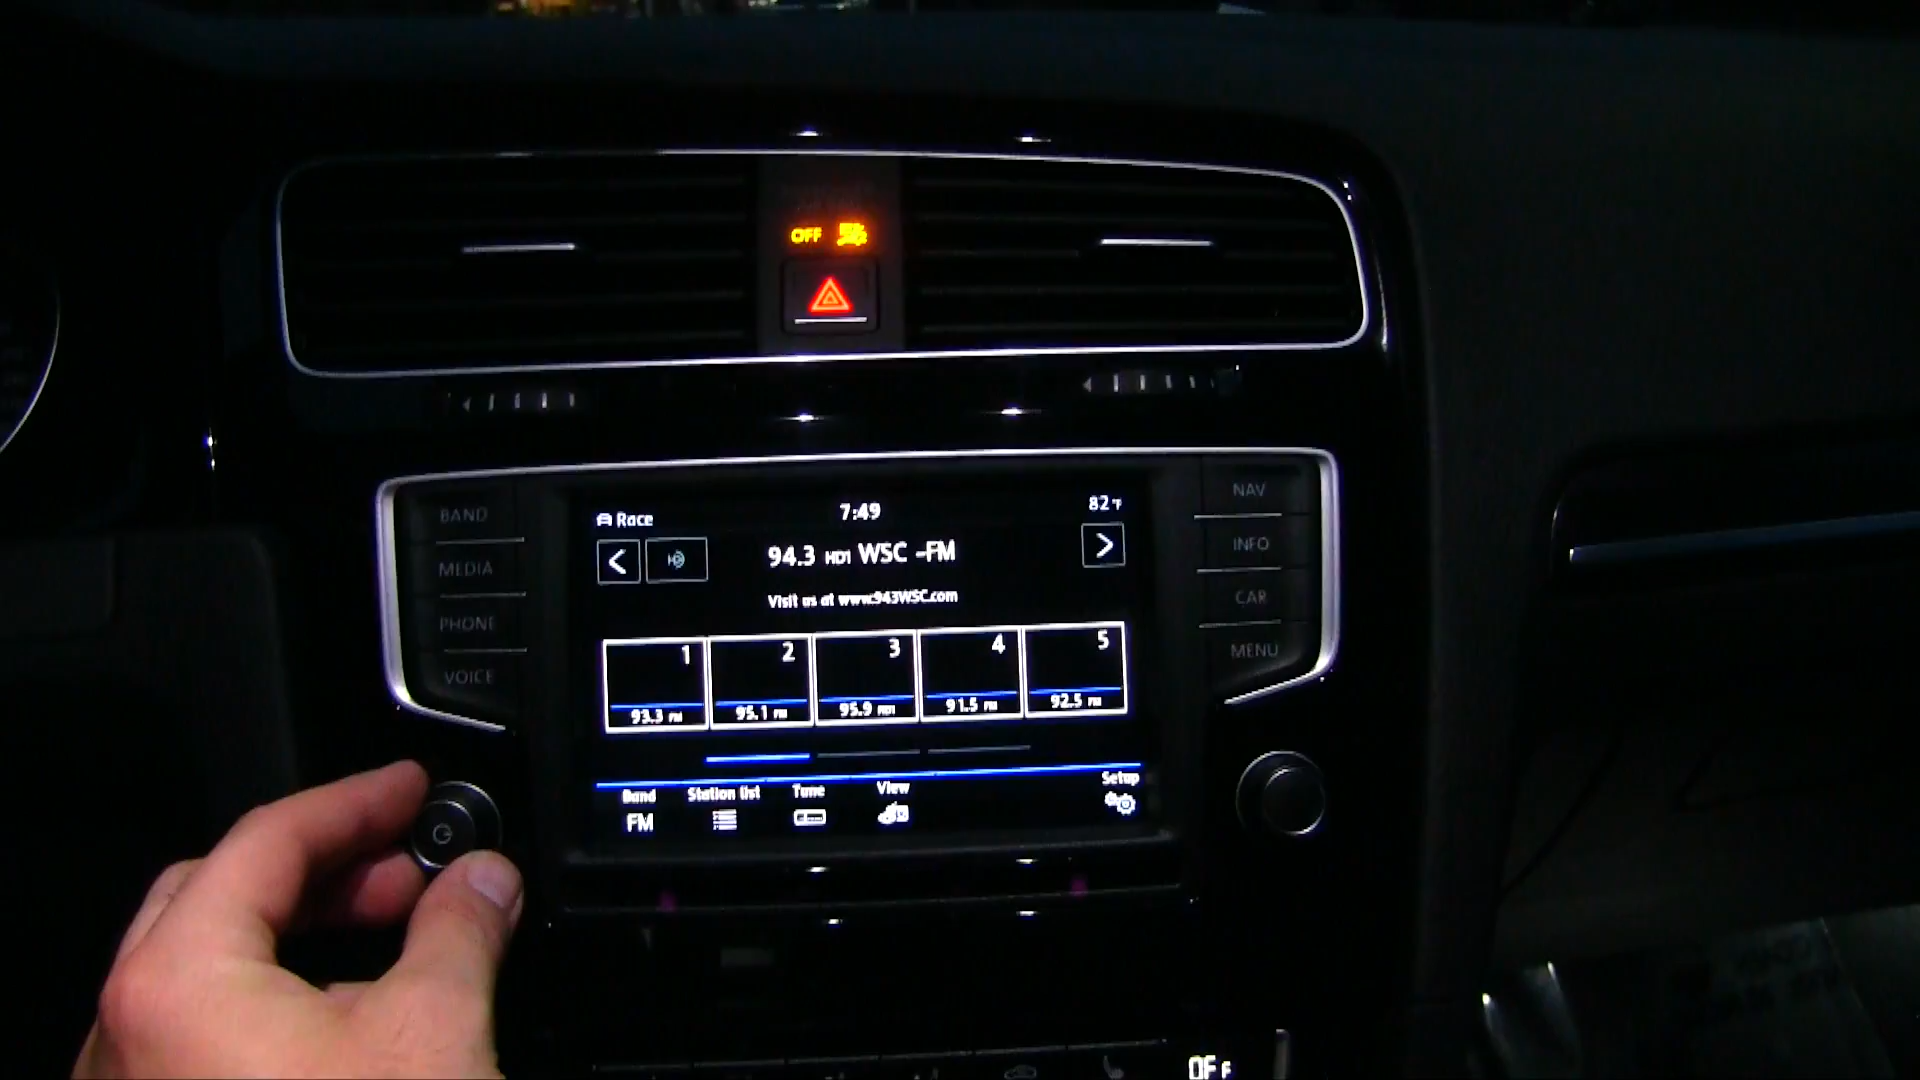 OFF
BAND
MEDIA
PHONE
VOICE
Race
7:49
82°F
HD
94.3 HD1 WSC -FM
Visit us at www.943WSC.com
1
2
3
4
5
93.3 FM
95.1 FM
95.9 HD1
91.5 FM
92.5 FM
Band
FM
Station list
Tune
View
Setup
NAV
INFO
CAR
MENU
OFF